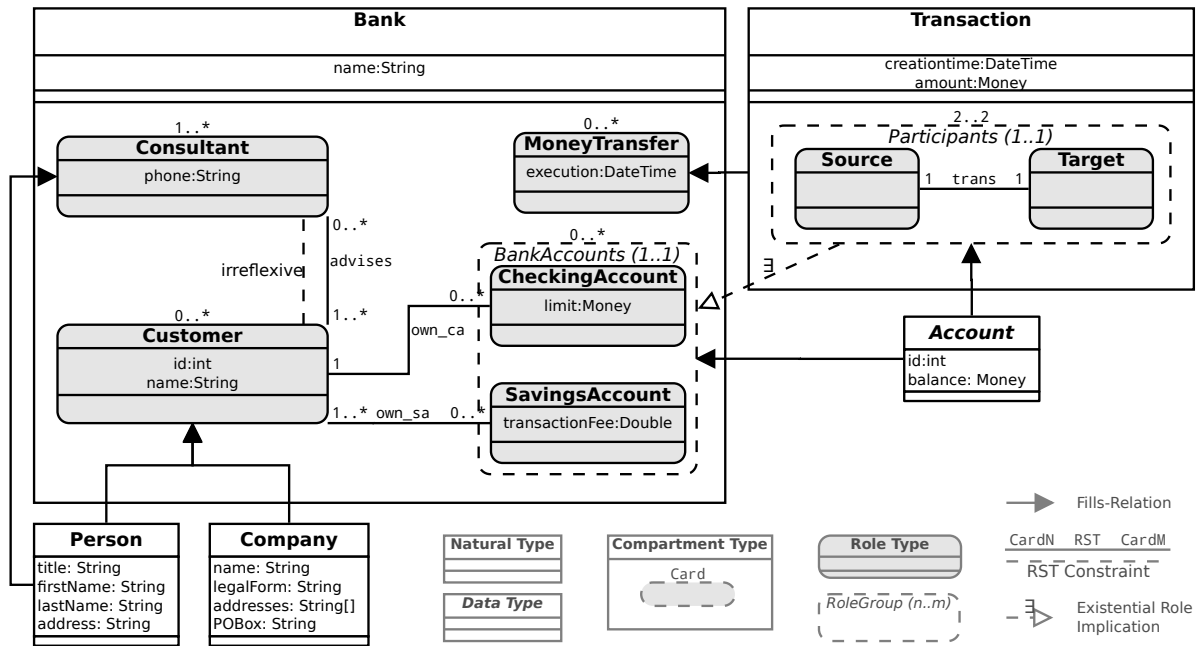 Bank
name:String
Transaction
creationtime:DateTime
amount:Money
1..*
Consultant
phone:String
0..*
MoneyTransfer
execution:DateTime
2..2
Participants (1..1)
Source
1 trans 1
Target
0..*
advises
irreflexive
1..*
0..*
BankAccounts (1..1)
CheckingAccount
limit:Money
∃
0..*
Customer
id:int
name:String
0..*
own_ca
1
1..* own_sa 0..*
SavingsAccount
transactionFee:Double
Account
id:int
balance: Money
Person
title: String
firstName: String
lastName: String
address: String
Company
name: String
legalForm: String
addresses: String[]
POBox: String
Natural Type
Data Type
Compartment Type
Card
Role Type
RoleGroup (n..m)
Fills-Relation
CardN RST CardM
RST Constraint
∃
Existential Role
Implication